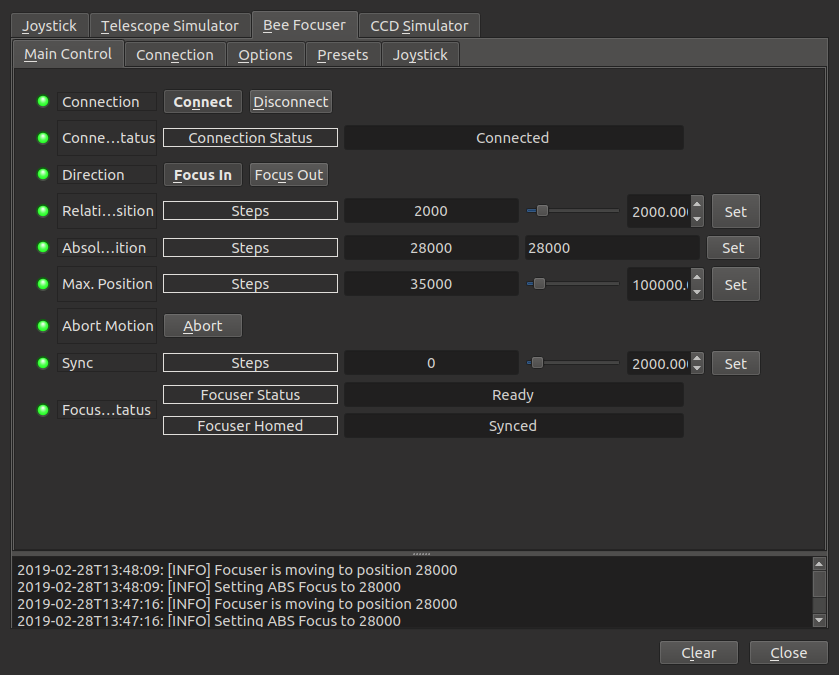 Joystick Telescope Simulator Bee Focuser CCD Simulator
Main Control Connection Options Presets Joystick
Connection Connect Disconnect
Conne...tatus Connection Status Connected
Direction Focus In Focus Out
Relati...sition Steps 2000 2000.00 Set
Absol...ition Steps 28000 28000 Set
Max. Position Steps 35000 100000. Set
Abort Motion Abort
Sync Steps 0 2000.00 Set
Focus...tatus Focuser Status Ready
Focuser Homed Synced
2019-02-28T13:48:09: [INFO] Focuser is moving to position 28000
2019-02-28T13:48:09: [INFO] Setting ABS Focus to 28000
2019-02-28T13:47:16: [INFO] Focuser is moving to position 28000
2019-02-28T13:47:16: [INFO] Setting ABS Focus to 28000
Clear Close